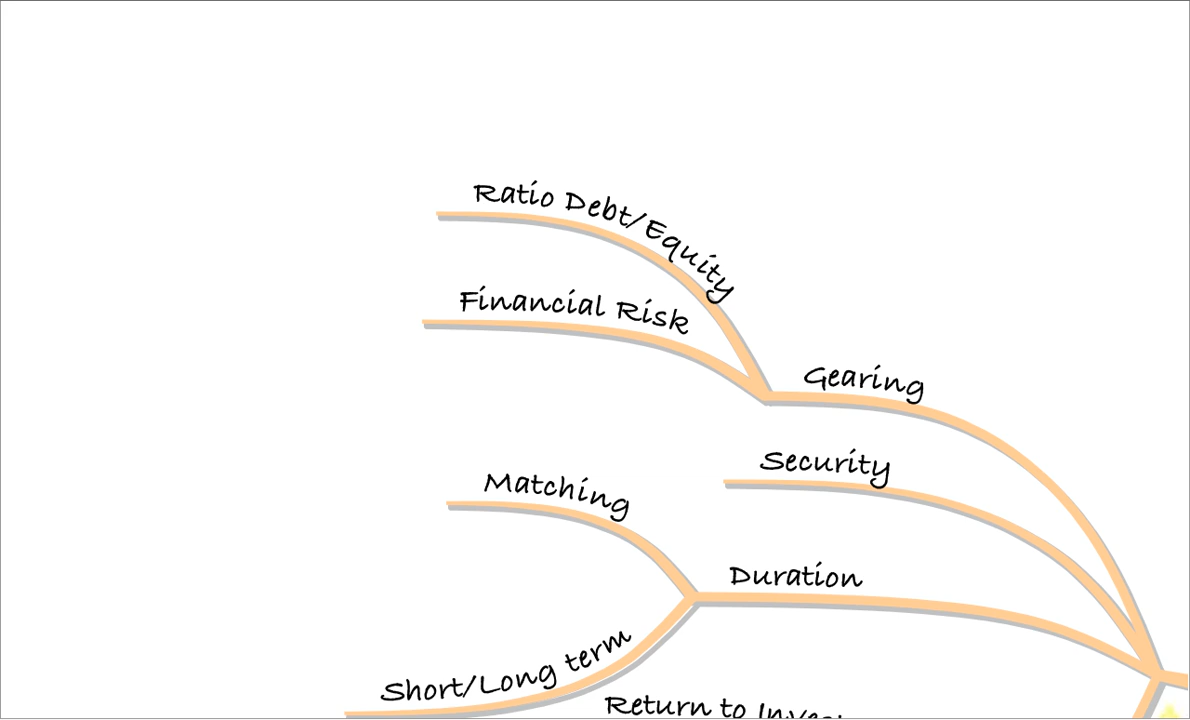 Ratio Debt/Equity
Financial Risk
Gearing
Security
Matching
Duration
Short/Long term
Return to